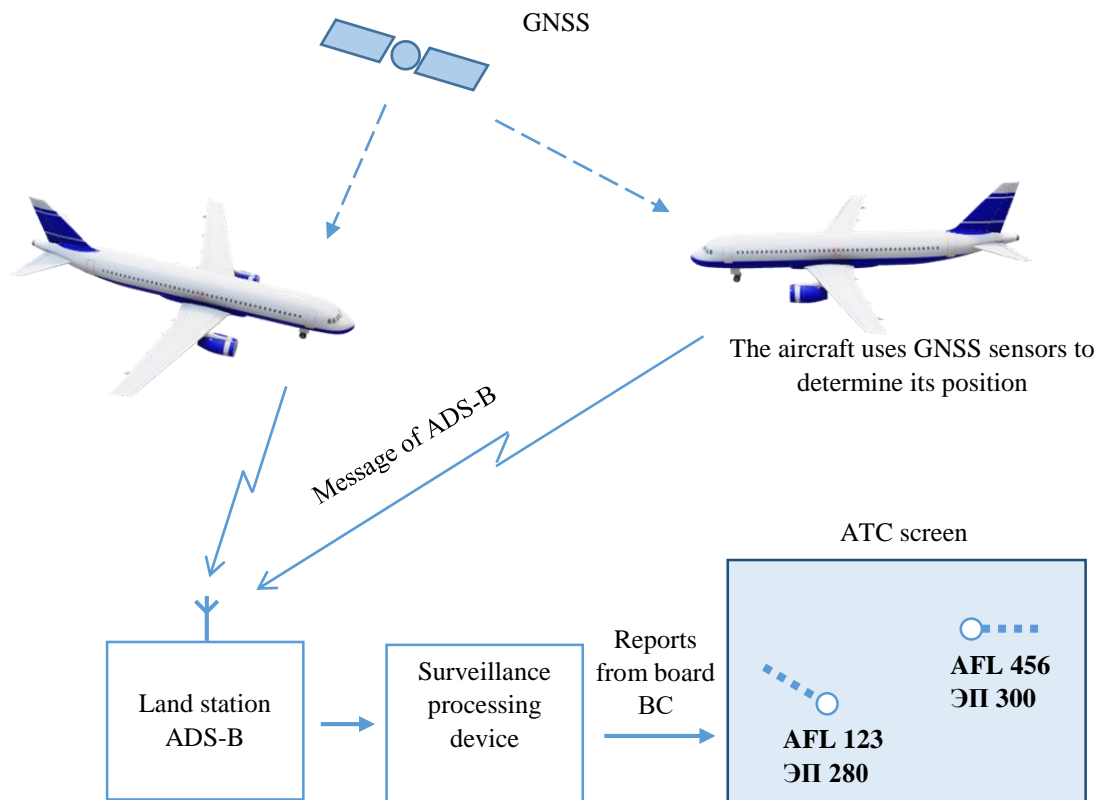 GNSS
The aircraft uses GNSS sensors to
determine its position
Message of ADS-B
ATC screen
Land station
ADS-B
Surveillance
processing
device
Reports
from board
BC
AFL 456
ЭП 300
AFL 123
ЭП 280